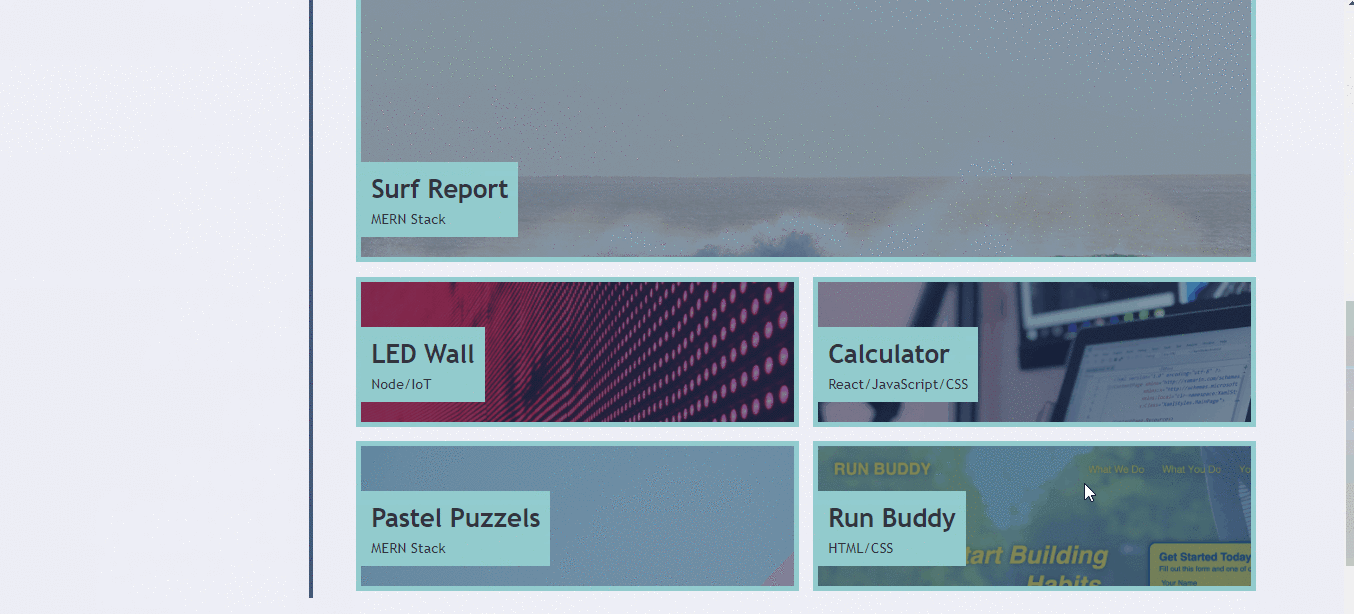 Surf Report
MERN Stack
LED Wall
Node/IoT
Calculator
React/JavaScript/CSS
Pastel Puzzels
MERN Stack
RUN BUDDY
What We Do What You Do Yo
Run Buddy
HTML/CSS
tart Building
Habits
Get Started Today
Fill out this form and one of
Your Name